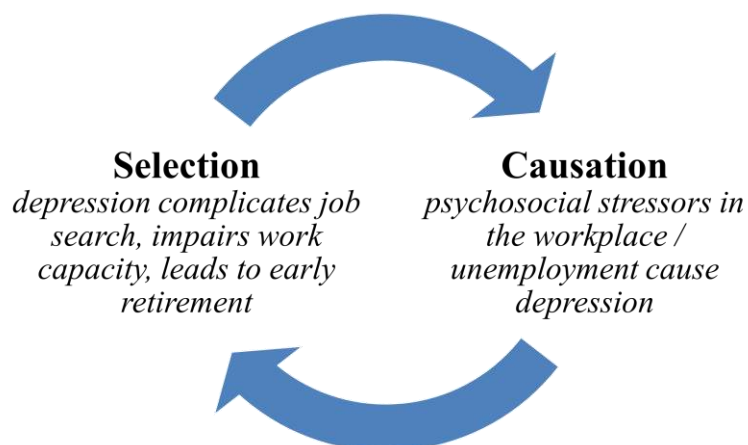 Selection
depression complicates job
search, impairs work
capacity, leads to early
retirement
Causation
psychosocial stressors in
the workplace /
unemployment cause
depression